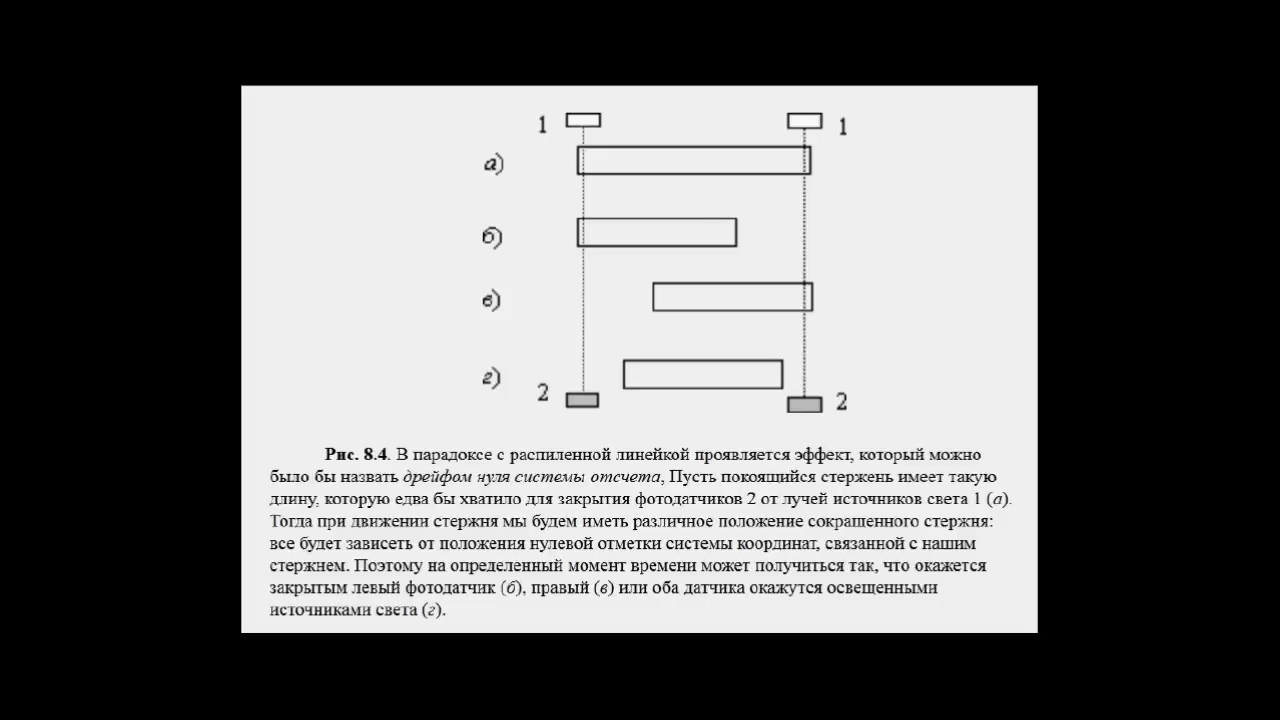 1 1
а)
б)
в)
г)
2 2
Рис. 8.4. В парадоксе с распиленной линейкой проявляется эффект, который можно
было бы назвать дрейфом нуля системы отсчета, Пусть покоящийся стержень имеет такую
длину, которую едва бы хватило для закрытия фотодатчиков 2 от лучей источников света 1 (а).
Тогда при движении стержня мы будем иметь различное положение сокращенного стержня:
все будет зависеть от положения нулевой отметки системы координат, связанной с нашим
стержнем. Поэтому на определенный момент времени может получиться так, что окажется
закрытым левый фотодатчик (б), правый (в) или оба датчика окажутся освещенными
источниками света (г).